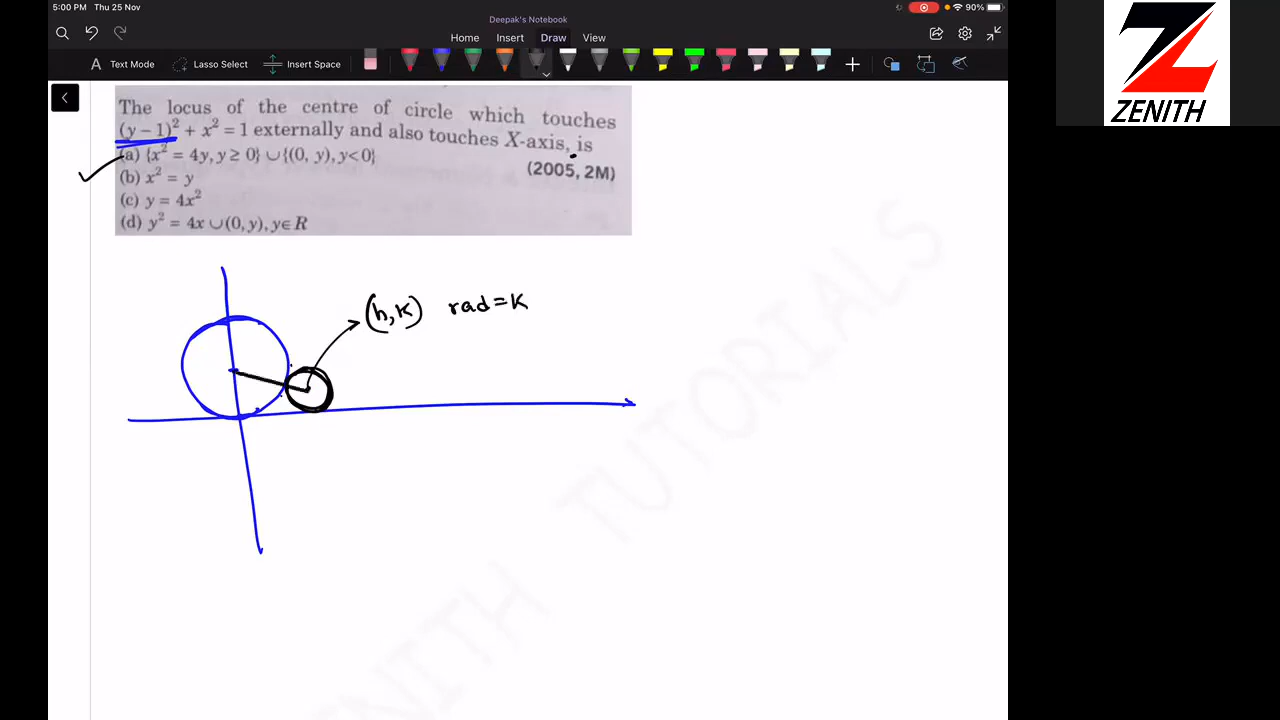 5:00 PM Thu 25 Nov
90%
Deepak's Notebook
Home Insert Draw View
Text Mode Lasso Select Insert Space
ZENITH
The locus of the centre of circle which touches
(y – 1)² + x² = 1 externally and also touches X-axis, is
(a) {x² = 4y, y ≥ 0} ∪ {(0, y), y < 0}
(2005, 2M)
(b) x² = y
(c) y = 4x²
(d) y² = 4x ∪ (0, y), y ∈ R
(h, k) rad = k
ZENITH TUTORIALS